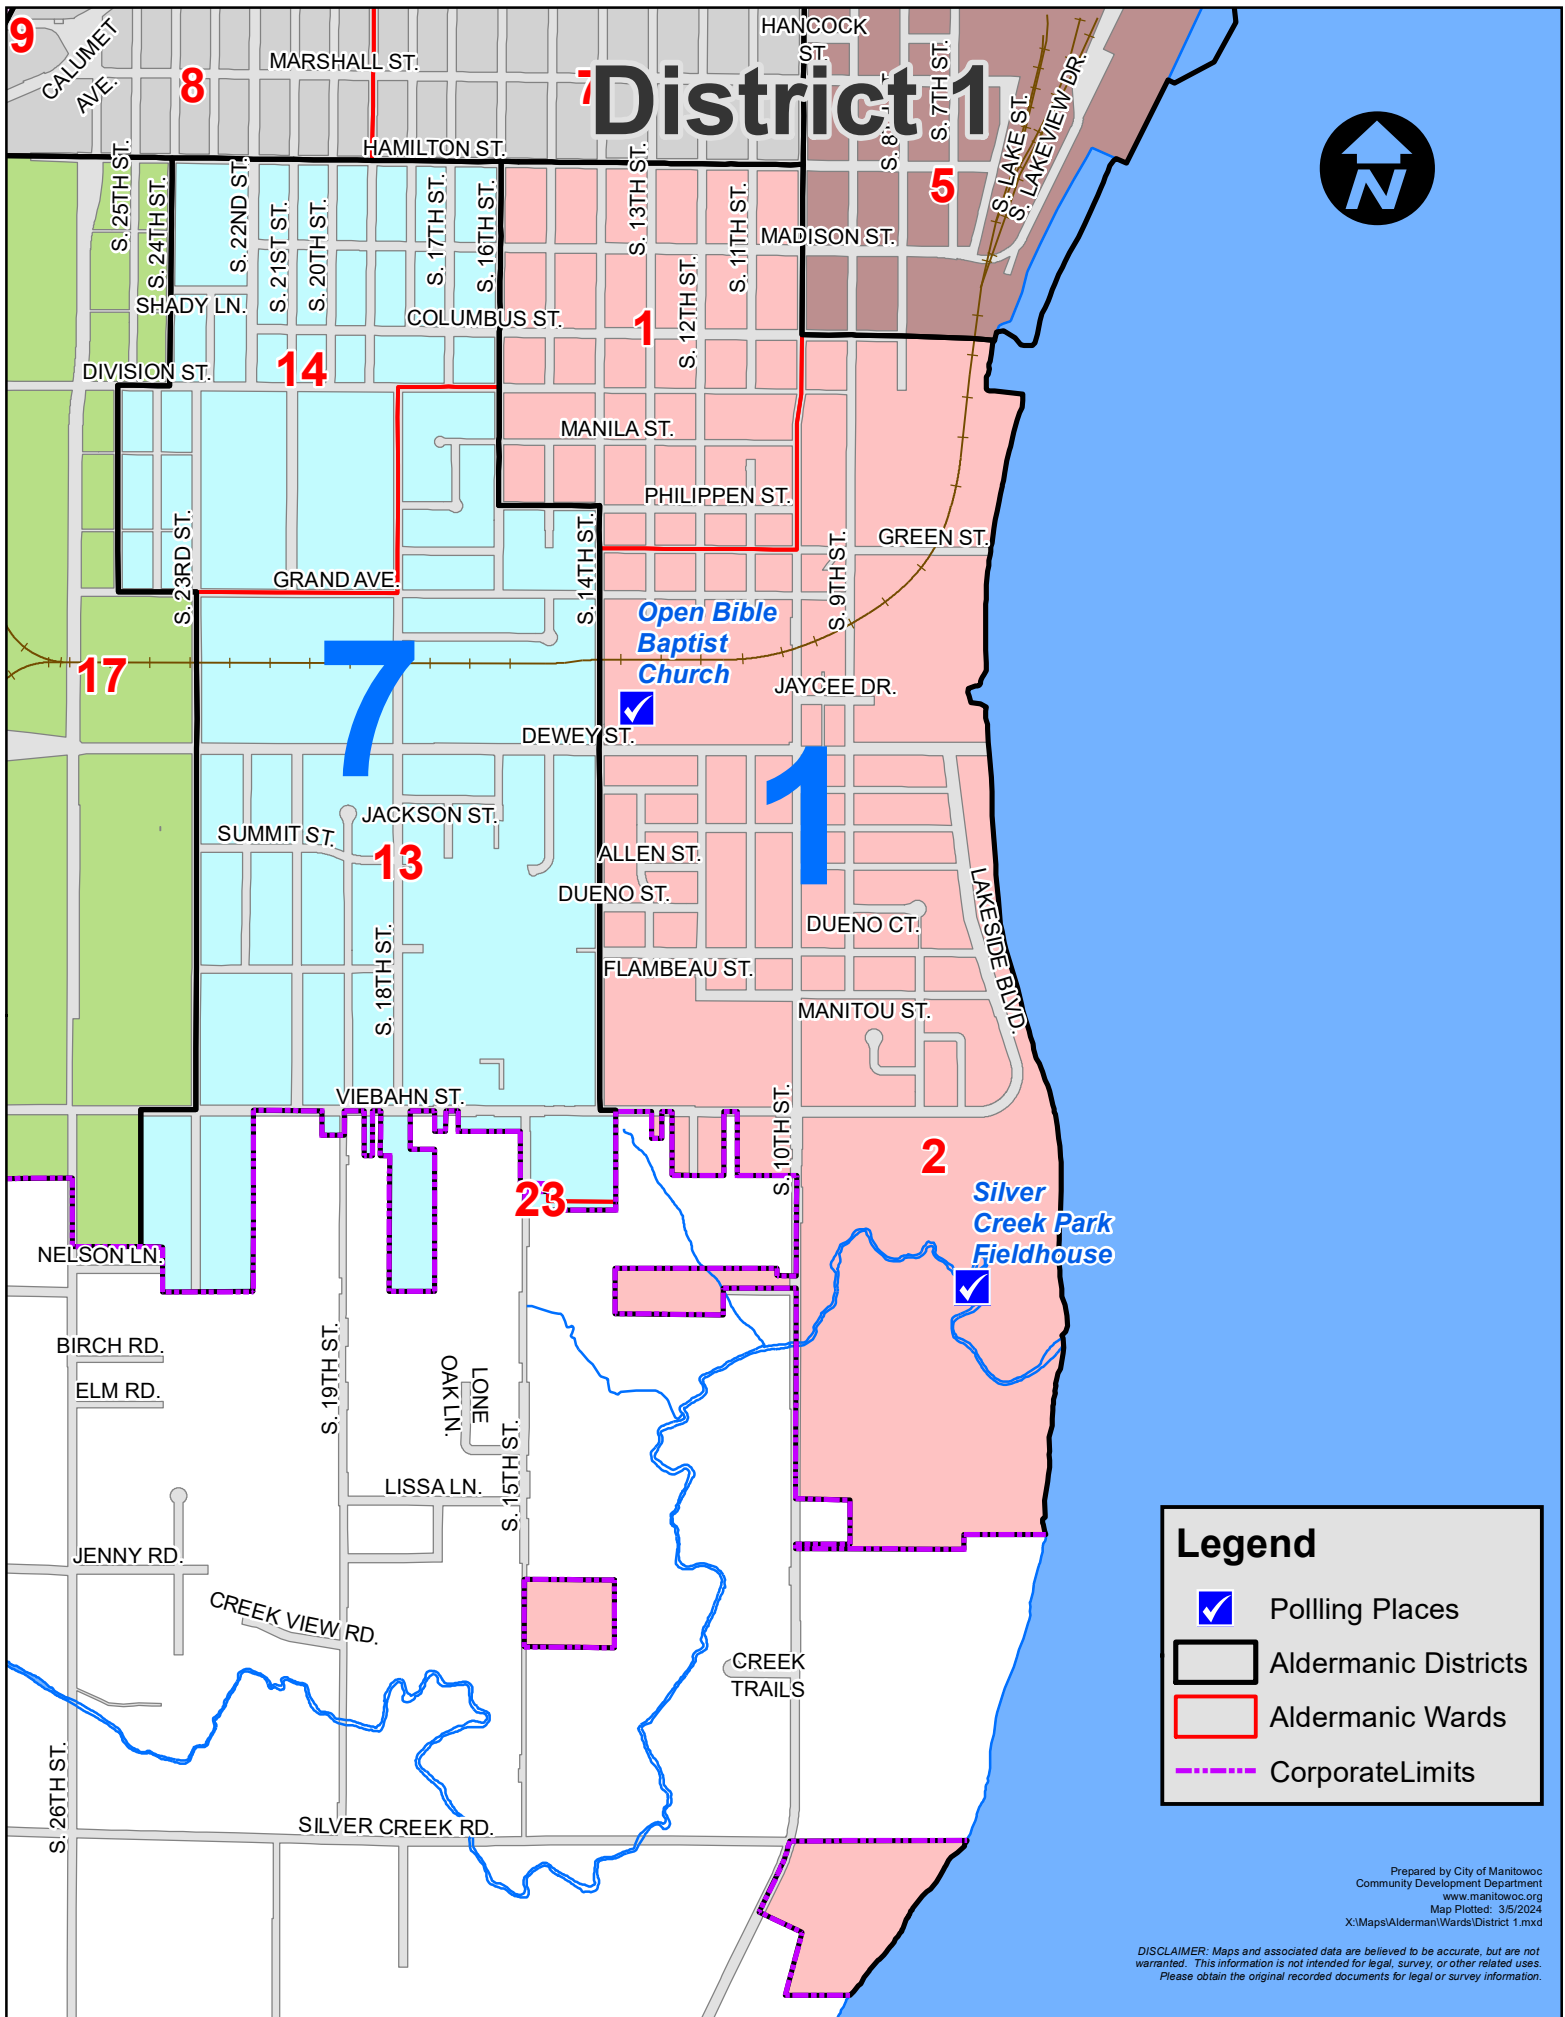 9
CALUMET
AVE.
8
MARSHALL ST.
7
HANCOCK
ST.
District 1
S. 7TH ST.
S. LAKE ST.
S. LAKEVIEW DR.
N
HAMILTON ST.
S. 25TH ST.
S. 24TH ST.
S. 22ND ST.
S. 21ST ST.
S. 20TH ST.
S. 17TH ST.
S. 16TH ST.
S. 13TH ST.
S. 11TH ST.
S. 12TH ST.
5
MADISON ST.
SHADY LN.
COLUMBUS ST.
1
14
DIVISION ST.
MANILA ST.
PHILIPPEN ST.
GREEN ST.
S. 23RD ST.
S. 14TH ST.
S. 9TH ST.
GRAND AVE.
Open Bible
Baptist
Church
17
7
JAYCEE DR.
DEWEY ST.
1
JACKSON ST.
SUMMIT ST.
13
ALLEN ST.
DUENO ST.
DUENO CT.
LAKESIDE BLVD.
S. 18TH ST.
FLAMBEAU ST.
MANITOU ST.
VIEBAHN ST.
S. 10TH ST.
2
23
Silver
Creek Park
Fieldhouse
NELSON LN.
BIRCH RD.
ELM RD.
S. 19TH ST.
LONE
OAK LN.
S. 15TH ST.
LISSA LN.
JENNY RD.
CREEK VIEW RD.
CREEK
TRAILS
S. 26TH ST.
SILVER CREEK RD.
Legend
Pollling Places
Aldermanic Districts
Aldermanic Wards
CorporateLimits
Prepared by City of Manitowoc
Community Development Department
www.manitowoc.org
Map Plotted: 3/5/2024
X:\Maps\Alderman\Wards\District 1.mxd
DISCLAIMER: Maps and associated data are believed to be accurate, but are not
warranted. This information is not intended for legal, survey, or other related uses.
Please obtain the original recorded documents for legal or survey information.